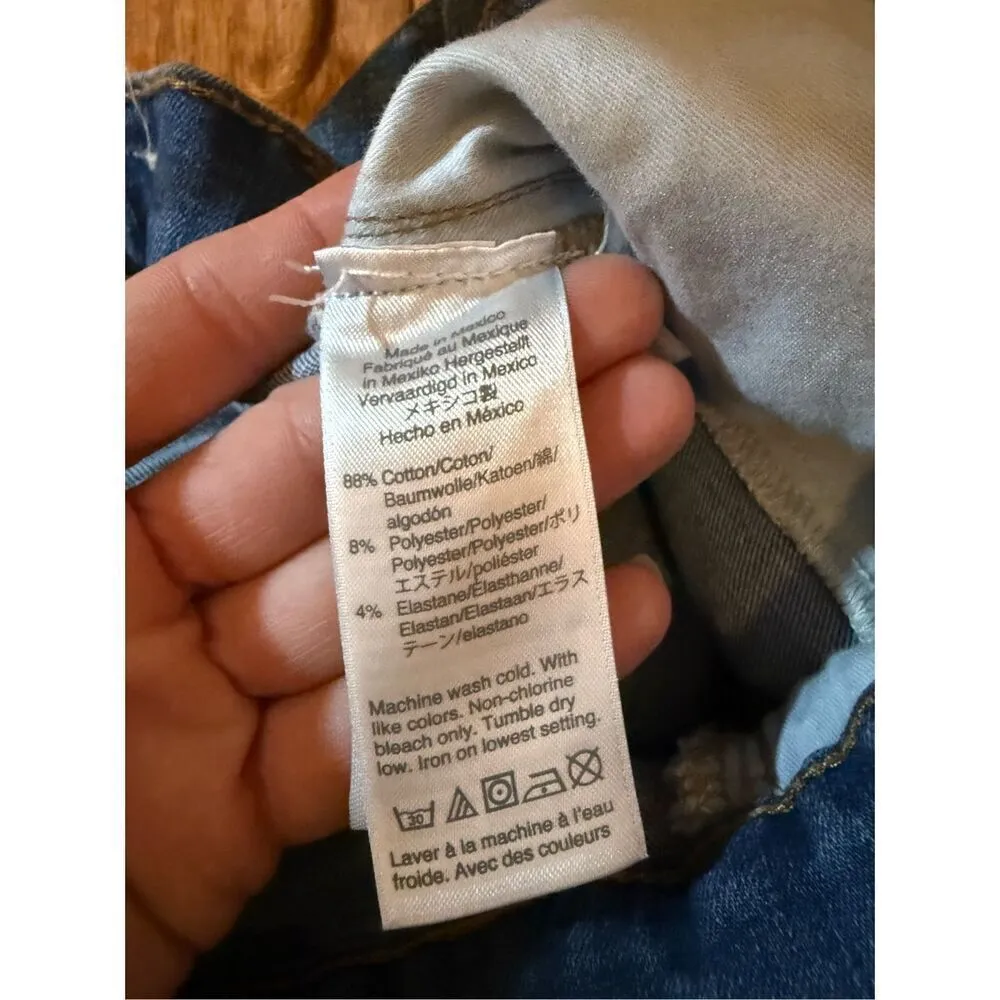 Made in Mexico
Fabriqué au Mexique
in Mexiko Hergestellt
Vervaardigd in Mexico
メキシコ製
Hecho en México
88% Cotton/Coton/
Baumwolle/Katoen/綿/
algodón
8% Polyester/Polyester/
Polyester/Polyester/ポリ
エステル/poliéster
4% Elastane/Élasthanne/
Elastan/Elastaan/エラス
テーン/elastano
Machine wash cold. With
like colors. Non-chlorine
bleach only. Tumble dry
low. Iron on lowest setting.
30
Laver à la machine à l'eau
froide. Avec des couleurs